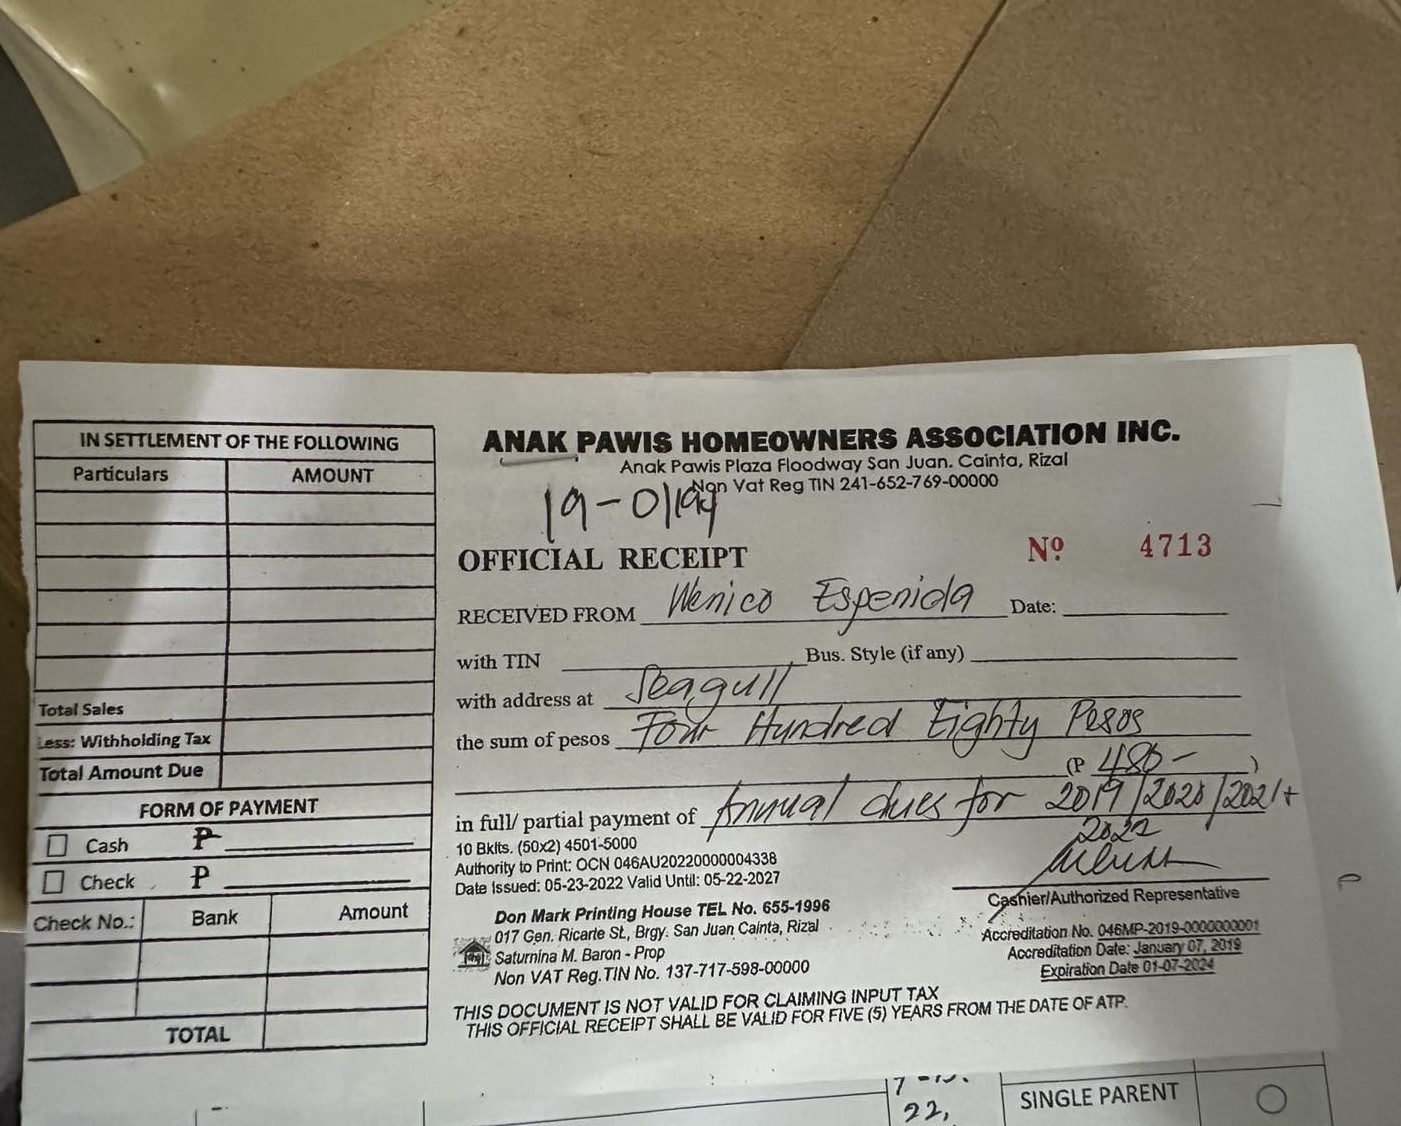 IN SETTLEMENT OF THE FOLLOWING
Particulars AMOUNT
Total Sales
Less: Withholding Tax
Total Amount Due
FORM OF PAYMENT
Cash ₱
Check ₱
Check No.: Bank Amount
TOTAL
ANAK PAWIS HOMEOWNERS ASSOCIATION INC.
Anak Pawis Plaza Floodway San Juan. Cainta, Rizal
Non Vat Reg TIN 241-652-769-00000
OFFICIAL RECEIPT Nº 4713
RECEIVED FROM Wenico Espenida Date:
with TIN Bus. Style (if any)
with address at Seagull
the sum of pesos Four Hundred Eighty Pesos
(₱ 480- )
in full/ partial payment of Annual dues for 2019/2020/2021+
2022
10 Bklts. (50x2) 4501-5000
Authority to Print: OCN 046AU20220000004338
Date Issued: 05-23-2022 Valid Until: 05-22-2027
Cashier/Authorized Representative
Don Mark Printing House TEL No. 655-1996
017 Gen. Ricarte St., Brgy. San Juan Cainta, Rizal
Saturnina M. Baron - Prop
Non VAT Reg. TIN No. 137-717-598-00000
Accreditation No. 046MP-2019-0000000001
Accreditation Date: January 07, 2019
Expiration Date 01-07-2024
THIS DOCUMENT IS NOT VALID FOR CLAIMING INPUT TAX
THIS OFFICIAL RECEIPT SHALL BE VALID FOR FIVE (5) YEARS FROM THE DATE OF ATP.
22,
SINGLE PARENT